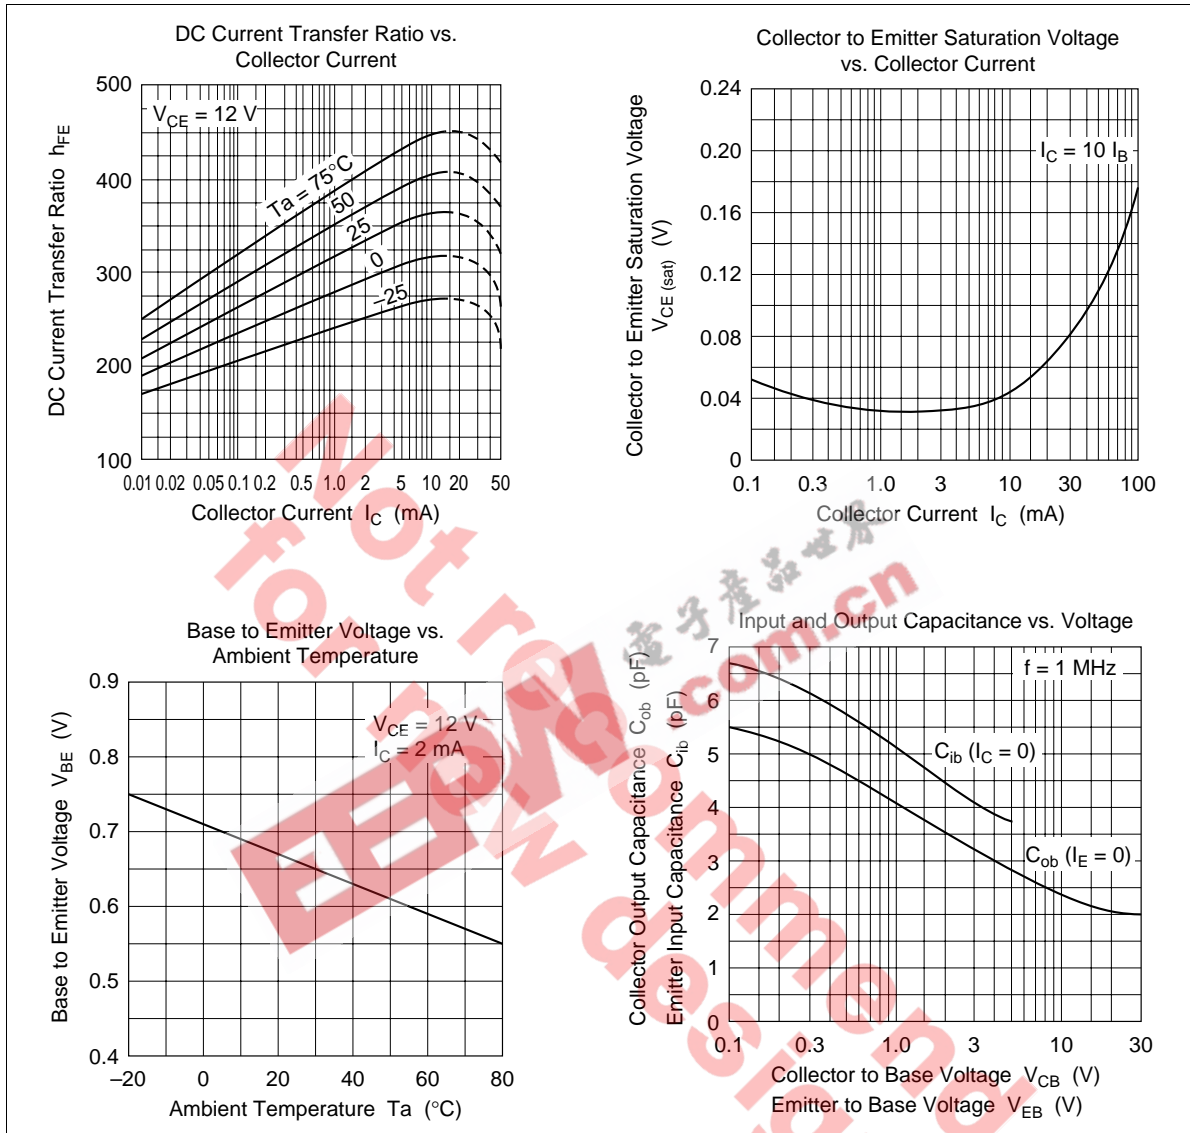 DC Current Transfer Ratio vs.
Collector Current
DC Current Transfer Ratio hFE
500
400
300
200
100
VCE = 12 V
Ta = 75°C
50
25
0
–25
0.01 0.02 0.05 0.1 0.2 0.5 1.0 2 5 10 20 50
Collector Current IC (mA)
Collector to Emitter Saturation Voltage
vs. Collector Current
Collector to Emitter Saturation Voltage
VCE (sat) (V)
0.24
0.20
0.16
0.12
0.08
0.04
0
IC = 10 IB
0.1 0.3 1.0 3 10 30 100
Collector Current IC (mA)
Base to Emitter Voltage vs.
Ambient Temperature
Base to Emitter Voltage VBE (V)
0.9
0.8
0.7
0.6
0.5
0.4
VCE = 12 V
IC = 2 mA
–20 0 20 40 60 80
Ambient Temperature Ta (°C)
Input and Output Capacitance vs. Voltage
Collector Output Capacitance Cob (pF)
Emitter Input Capacitance Cib (pF)
7
6
5
4
3
2
1
0
f = 1 MHz
Cib (IC = 0)
Cob (IE = 0)
0.1 0.3 1.0 3 10 30
Collector to Base Voltage VCB (V)
Emitter to Base Voltage VEB (V)
Not recommend
for new design
EEW
.com.cn
電子產品世界